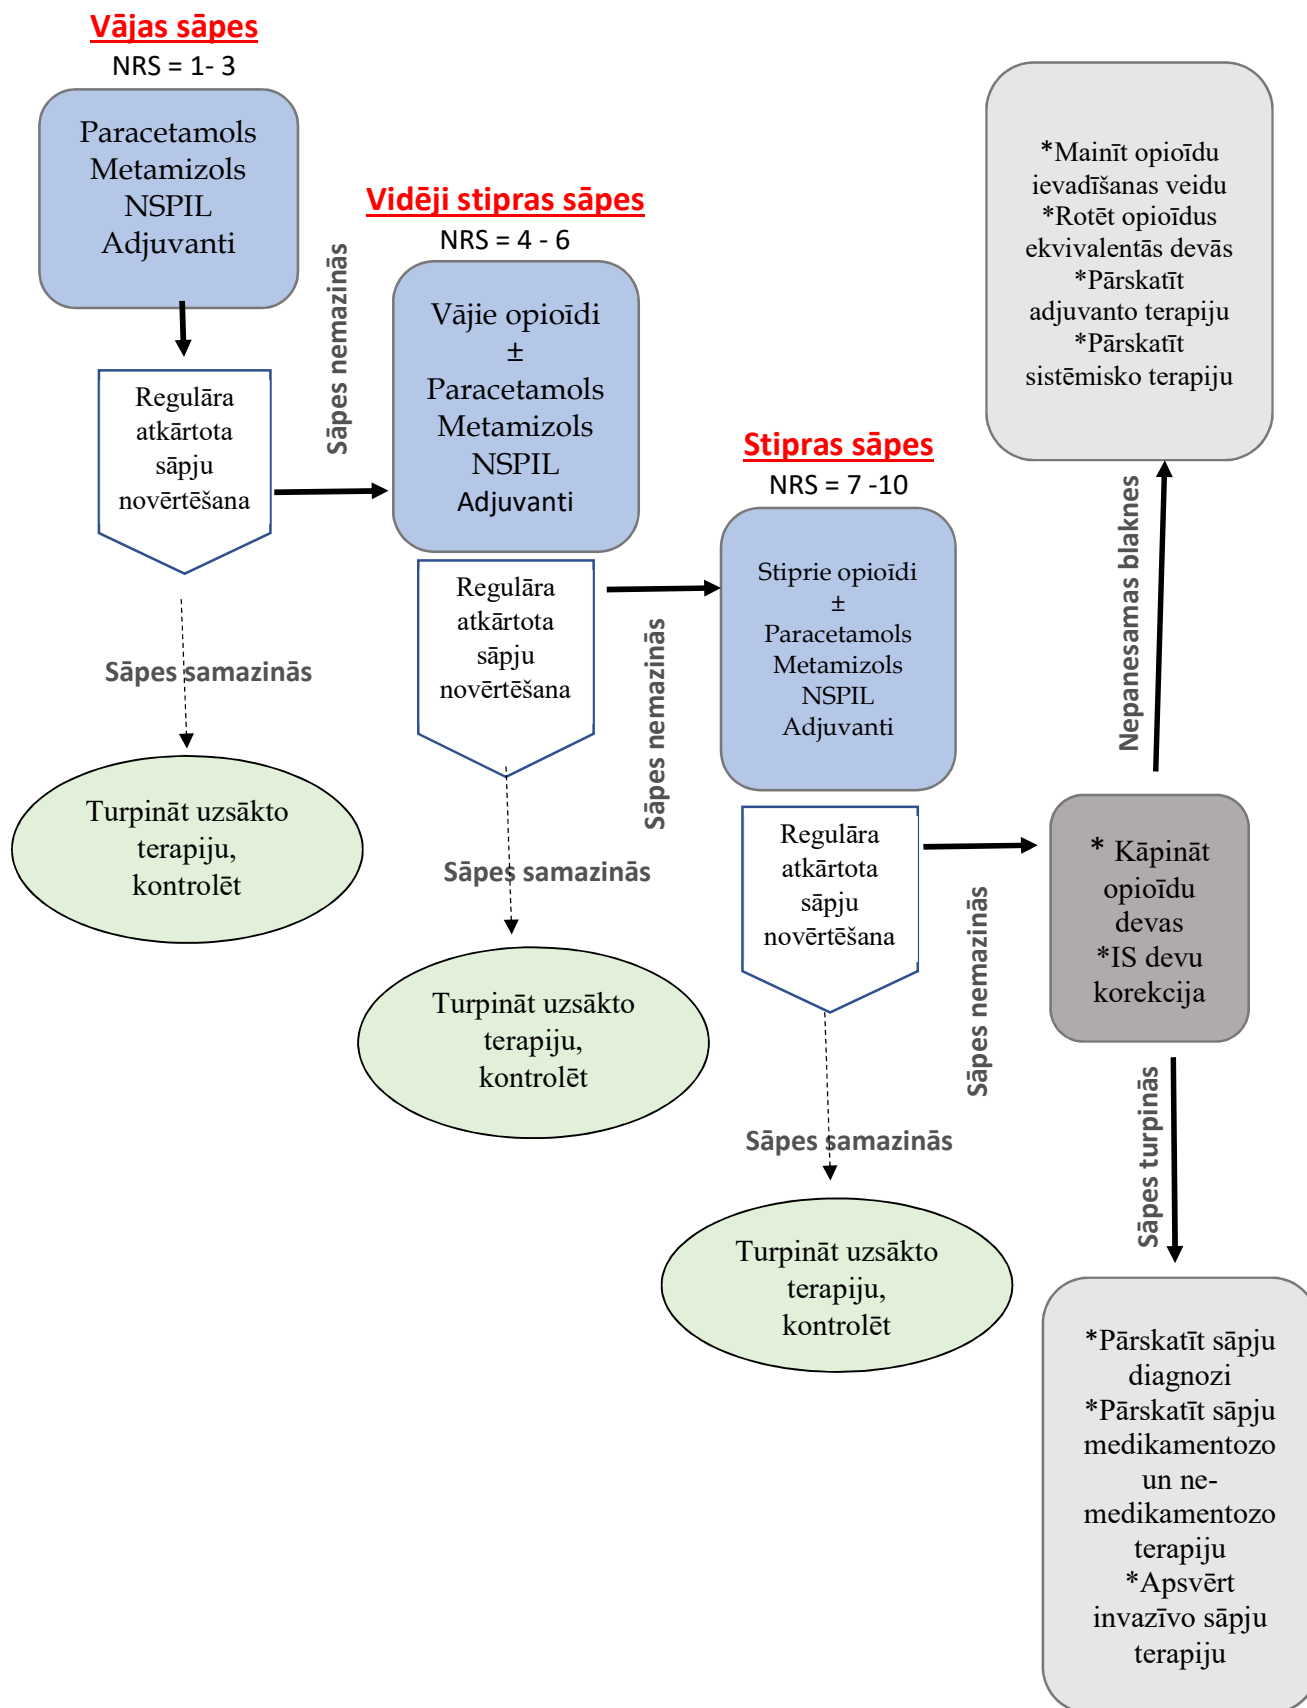 Vājas sāpes
NRS = 1- 3
Paracetamols
Metamizols
NSPIL
Adjuvanti
Regulāra
atkārtota
sāpju
novērtēšana
Sāpes nemazinās
Sāpes samazinās
Turpināt uzsākto
terapiju,
kontrolēt
Vidēji stipras sāpes
NRS = 4 - 6
Vājie opioīdi
±
Paracetamols
Metamizols
NSPIL
Adjuvanti
Regulāra
atkārtota
sāpju
novērtēšana
Sāpes nemazinās
Sāpes samazinās
Turpināt uzsākto
terapiju,
kontrolēt
Stipras sāpes
NRS = 7 -10
Stiprie opioīdi
±
Paracetamols
Metamizols
NSPIL
Adjuvanti
Regulāra
atkārtota
sāpju
novērtēšana
Sāpes nemazinās
Sāpes samazinās
Turpināt uzsākto
terapiju,
kontrolēt
*Mainīt opioīdu
ievadīšanas veidu
*Rotēt opioīdus
ekvivalentās devās
*Pārskatīt
adjuvanto terapiju
*Pārskatīt
sistēmisko terapiju
Nepanesamas blaknes
* Kāpināt
opioīdu
devas
*IS devu
korekcija
Sāpes turpinās
*Pārskatīt sāpju
diagnozi
*Pārskatīt sāpju
medikamentozo
un ne-
medikamentozo
terapiju
*Apsvērt
invazīvo sāpju
terapiju